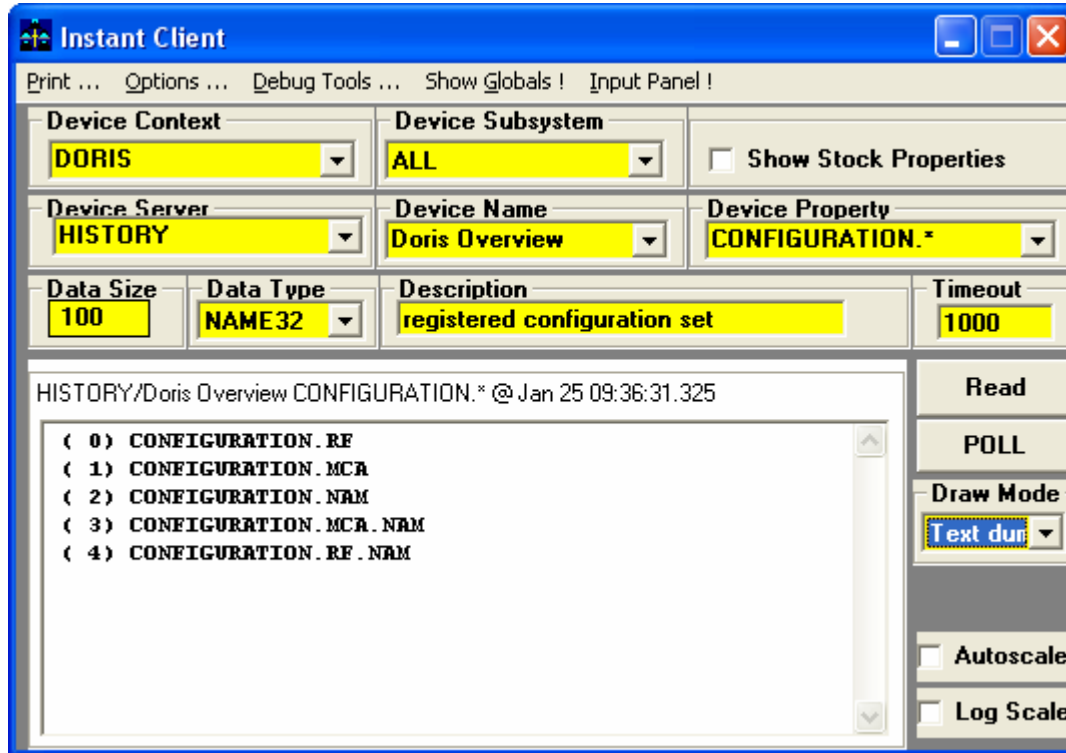 Instant Client
Print ... Options ... Debug Tools ... Show Globals ! Input Panel !
Device Context Device Subsystem
DORIS ALL Show Stock Properties
Device Server Device Name Device Property
HISTORY Doris Overview CONFIGURATION.*
Data Size Data Type Description Timeout
100 NAME32 registered configuration set 1000
HISTORY/Doris Overview CONFIGURATION.* @ Jan 25 09:36:31.325
Read
( 0) CONFIGURATION.RF
( 1) CONFIGURATION.MCA
( 2) CONFIGURATION.NAM
( 3) CONFIGURATION.MCA.NAM
( 4) CONFIGURATION.RF.NAM
POLL
Draw Mode
Text dur
Autoscale
Log Scale